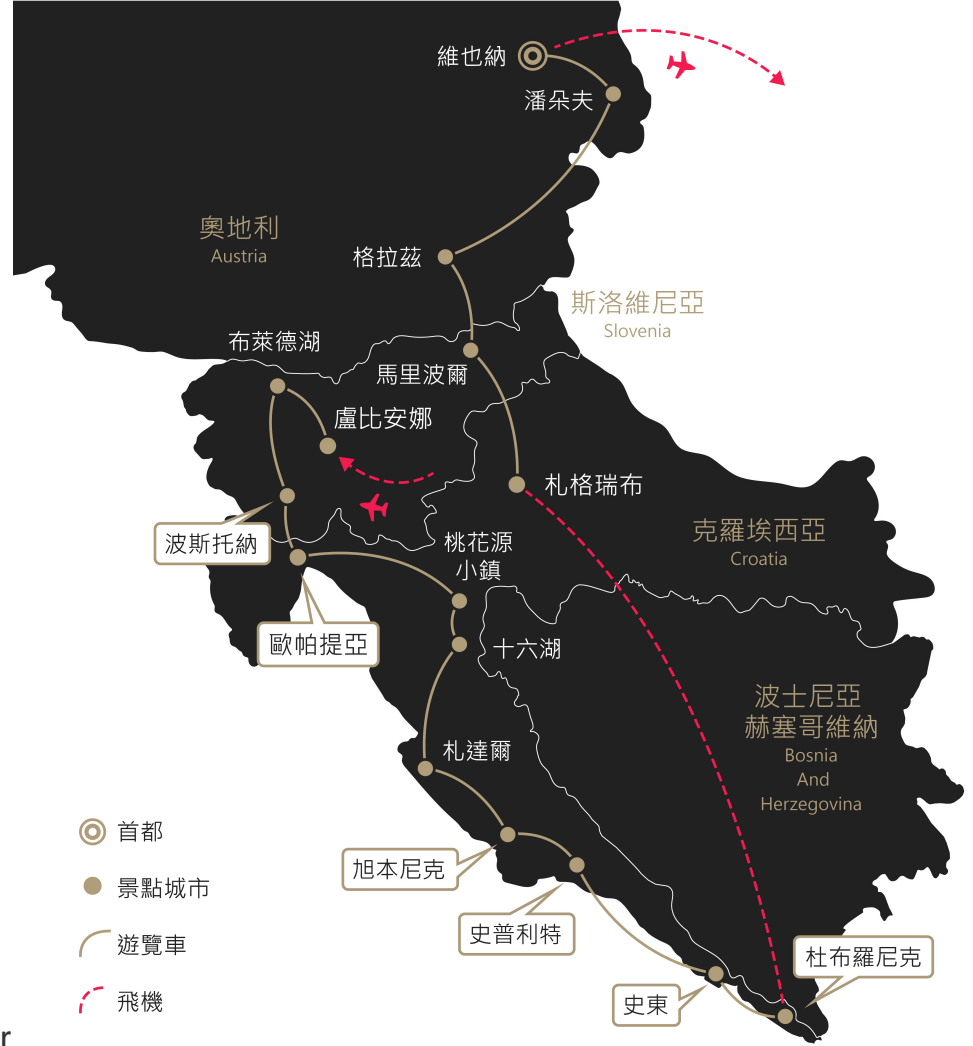 維也納
潘朵夫
奧地利
Austria
格拉茲
斯洛維尼亞
Slovenia
布萊德湖
馬里波爾
盧比安娜
札格瑞布
波斯托納
克羅埃西亞
Croatia
桃花源
小鎮
歐帕提亞
十六湖
波士尼亞
赫塞哥維納
Bosnia
And
Herzegovina
札達爾
首都
旭本尼克
景點城市
史普利特
遊覽車
杜布羅尼克
史東
飛機
r